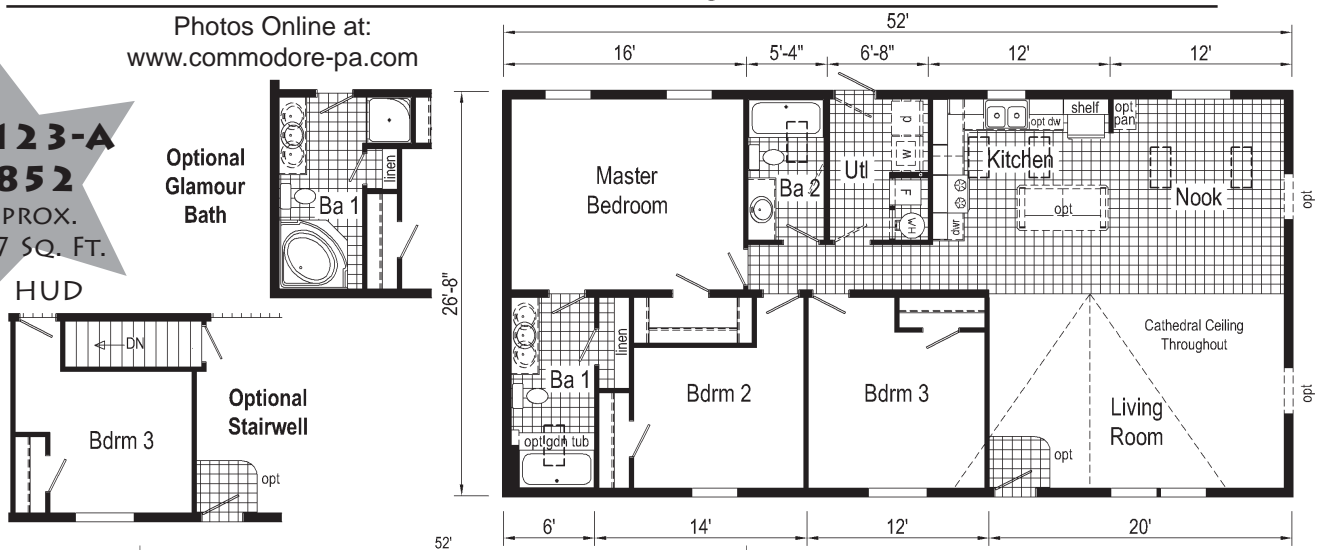 Photos Online at:
www.commodore-pa.com
123-A
852
PROX.
7 SQ. FT.
HUD
Optional
Glamour
Bath
linen
Ba 1
DN
Bdrm 3
Optional
Stairwell
opt
52'
16'
5'-4"
6'-8"
12'
12'
26'-8"
Master
Bedroom
Ba 2
Utl
d
W
F
WH
shelf
opt dw
opt
pan
Kitchen
opt
dwr
Nook
opt
Cathedral Ceiling
Throughout
linen
Ba 1
opt gdn tub
Bdrm 2
Bdrm 3
Living
Room
opt
opt
6'
14'
12'
20'
52'